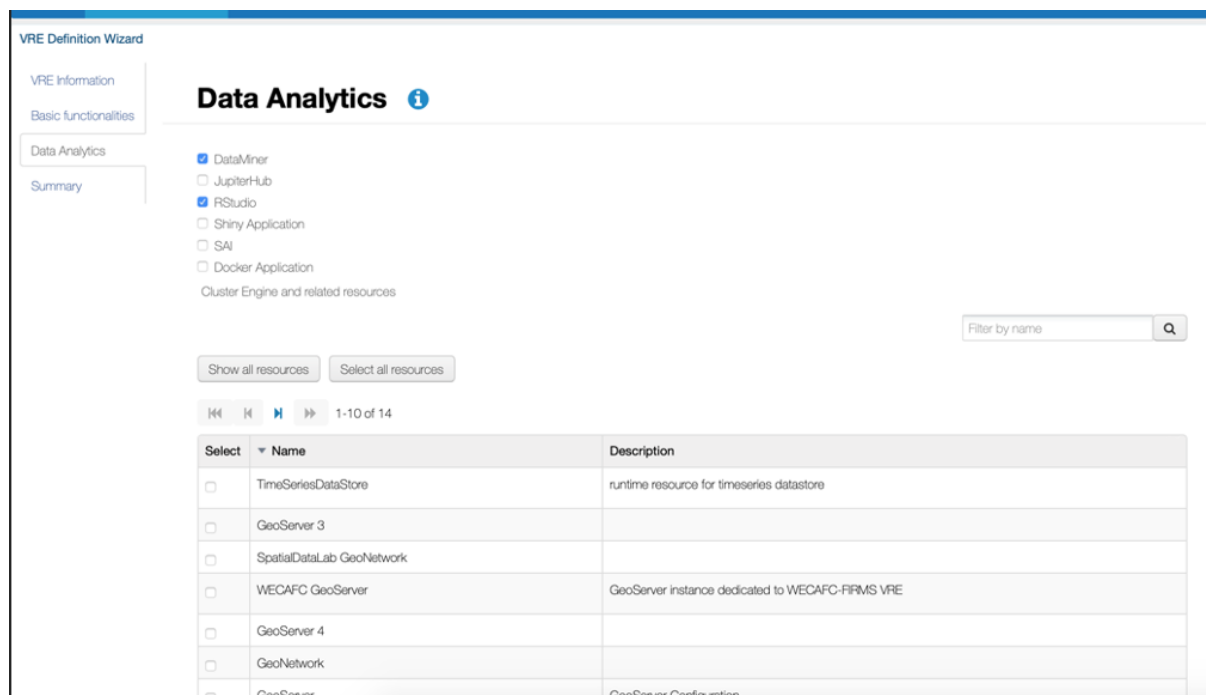 VRE Definition Wizard
VRE Information
Basic functionalities
Data Analytics
Summary
Data Analytics
DataMiner
JupiterHub
RStudio
Shiny Application
SAI
Docker Application
Cluster Engine and related resources
Filter by name
Show all resources Select all resources
1-10 of 14
Select Name Description
TimeSeriesDataStore runtime resource for timeseries datastore
GeoServer 3
SpatialDataLab GeoNetwork
WECAFC GeoServer GeoServer instance dedicated to WECAFC-FIRMS VRE
GeoServer 4
GeoNetwork
GeoServer GeoServer Configuration